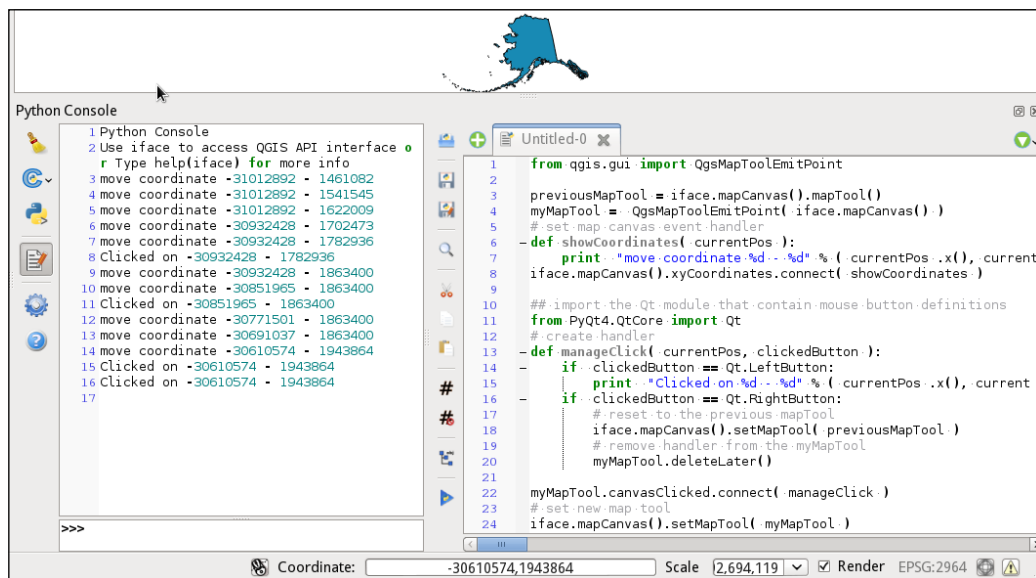 Python Console
1 Python Console
2 Use iface to access QGIS API interface o
r Type help(iface) for more info
3 move coordinate -31012892 - 1461082
4 move coordinate -31012892 - 1541545
5 move coordinate -31012892 - 1622009
6 move coordinate -30932428 - 1702473
7 move coordinate -30932428 - 1782936
8 Clicked on -30932428 - 1782936
9 move coordinate -30932428 - 1863400
10 move coordinate -30851965 - 1863400
11 Clicked on -30851965 - 1863400
12 move coordinate -30771501 - 1863400
13 move coordinate -30691037 - 1863400
14 move coordinate -30610574 - 1943864
15 Clicked on -30610574 - 1943864
16 Clicked on -30610574 - 1943864
17
>>>
Untitled-0
1 from qgis.gui import QgsMapToolEmitPoint
2
3 previousMapTool = iface.mapCanvas().mapTool()
4 myMapTool = QgsMapToolEmitPoint( iface.mapCanvas() )
5 # set map canvas event handler
6 def showCoordinates( currentPos ):
7 print "move coordinate %d - %d" % ( currentPos .x(), current
8 iface.mapCanvas().xyCoordinates.connect( showCoordinates )
9
10 ## import the Qt module that contain mouse button definitions
11 from PyQt4.QtCore import Qt
12 # create handler
13 def manageClick( currentPos, clickedButton ):
14 if clickedButton == Qt.LeftButton:
15 print "Clicked on %d - %d" % ( currentPos .x(), current
16 if clickedButton == Qt.RightButton:
17 # reset to the previous mapTool
18 iface.mapCanvas().setMapTool( previousMapTool )
19 # remove handler from the myMapTool
20 myMapTool.deleteLater()
21
22 myMapTool.canvasClicked.connect( manageClick )
23 # set new map tool
24 iface.mapCanvas().setMapTool( myMapTool )
Coordinate: -30610574,1943864 Scale 2,694,119 Render EPSG:2964